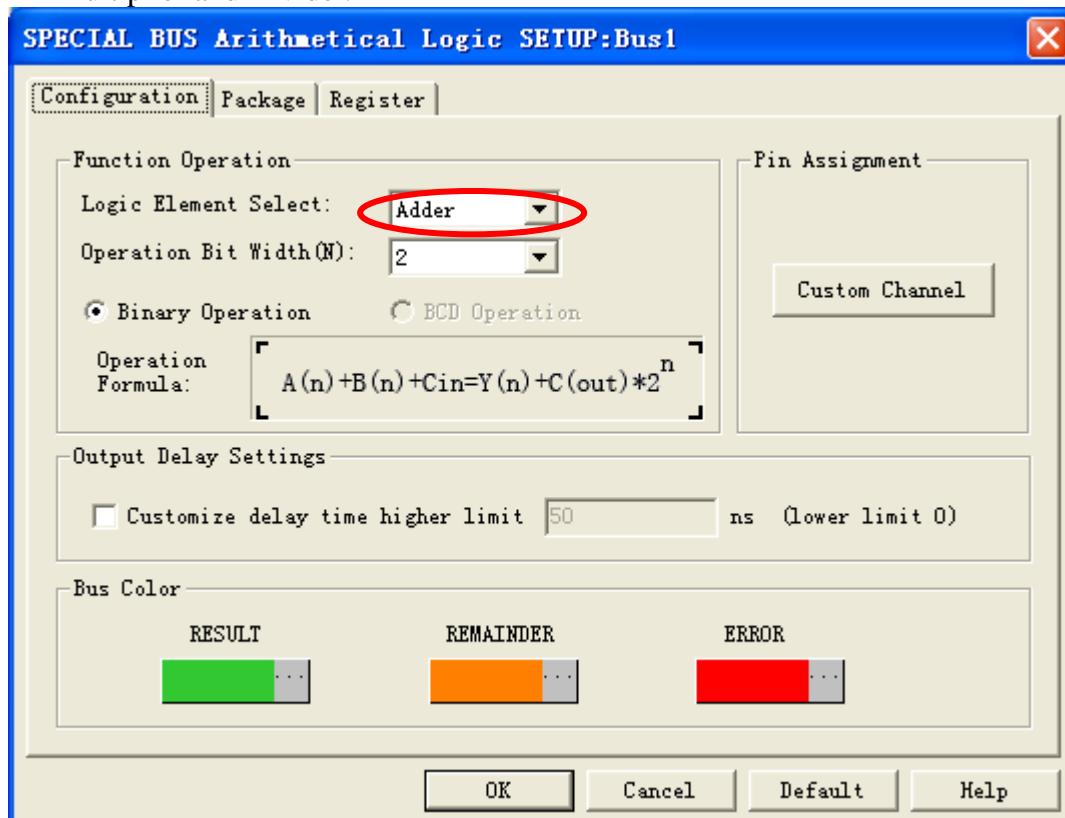 SPECIAL BUS Arithmetical Logic SETUP:Bus1
Configuration Package Register
Function Operation
Pin Assignment
Logic Element Select: Adder
Operation Bit Width(N): 2
Custom Channel
Binary Operation BCD Operation
Operation
Formula:
A(n)+B(n)+Cin=Y(n)+C(out)*2^n
Output Delay Settings
Customize delay time higher limit 50 ns (lower limit 0)
Bus Color
RESULT REMAINDER ERROR
... ... ...
OK Cancel Default Help